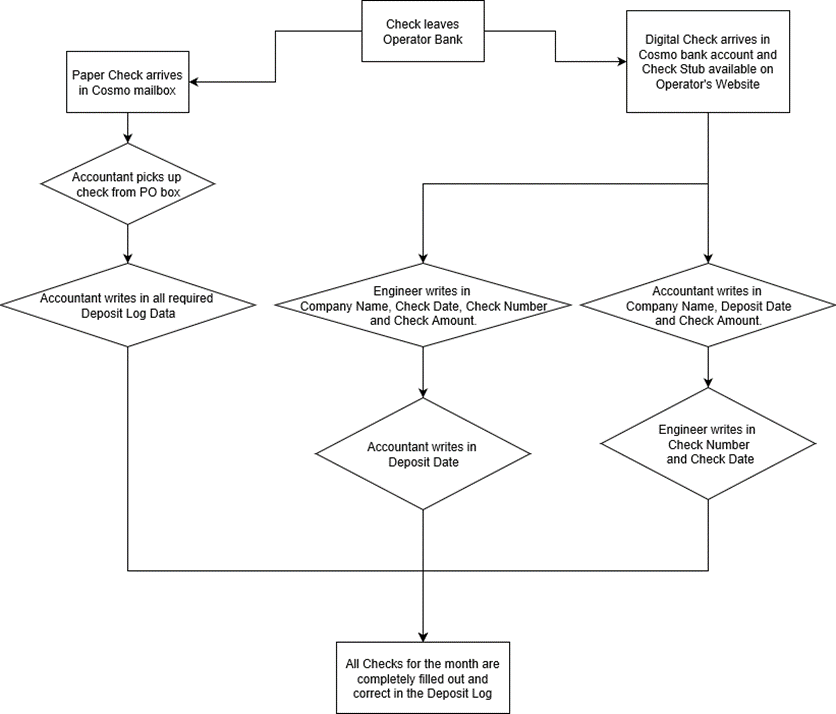 Check leaves
Operator Bank
Digital Check arrives in
Cosmo bank account and
Check Stub available on
Operator's Website
Paper Check arrives
in Cosmo mailbox
Accountant picks up
check from PO box
Accountant writes in all required
Deposit Log Data
Engineer writes in
Company Name, Check Date, Check Number
and Check Amount.
Accountant writes in
Company Name, Deposit Date
and Check Amount.
Accountant writes in
Deposit Date
Engineer writes in
Check Number
and Check Date
All Checks for the month are
completely filled out and
correct in the Deposit Log